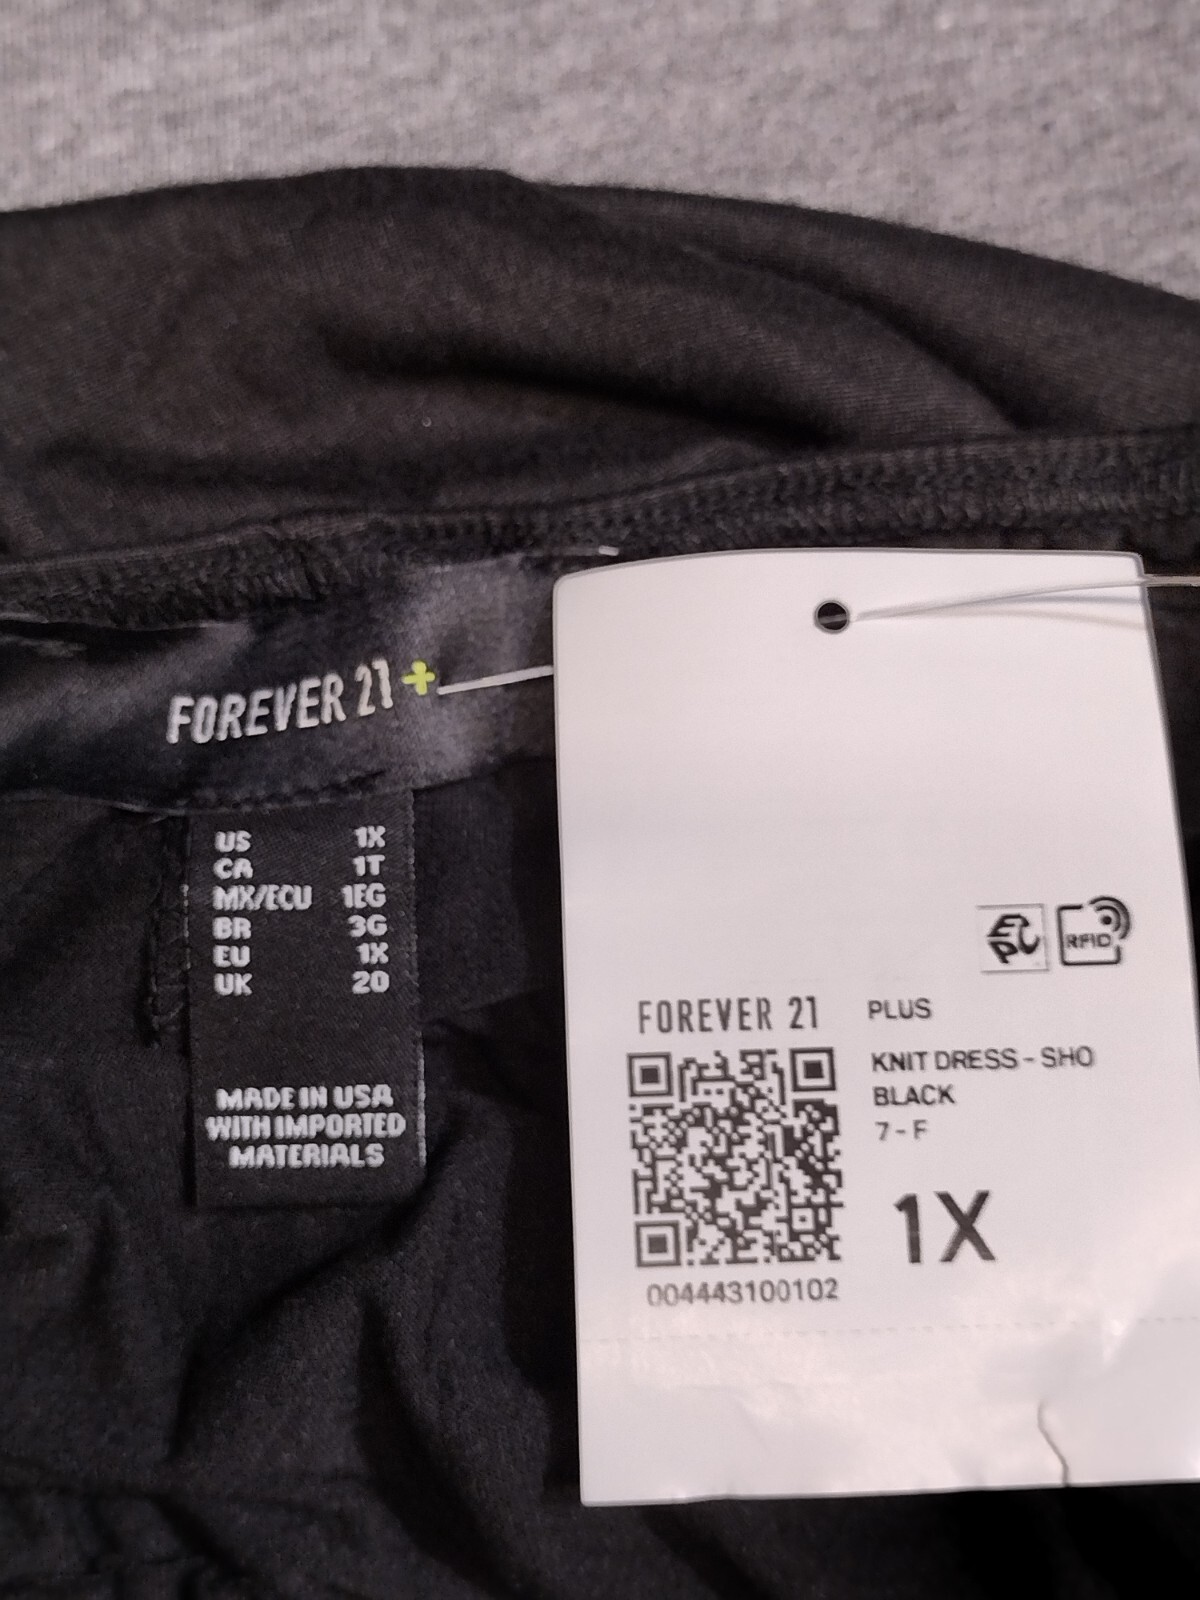 FOREVER 21+
US 1X
CA 1T
MX/ECU 1EG
BR 3G
EU 1X
UK 20
MADE IN USA
WITH IMPORTED
MATERIALS
EPC
RFID
FOREVER 21
004443100102
PLUS
KNIT DRESS - SHO
BLACK
7 - F
1X